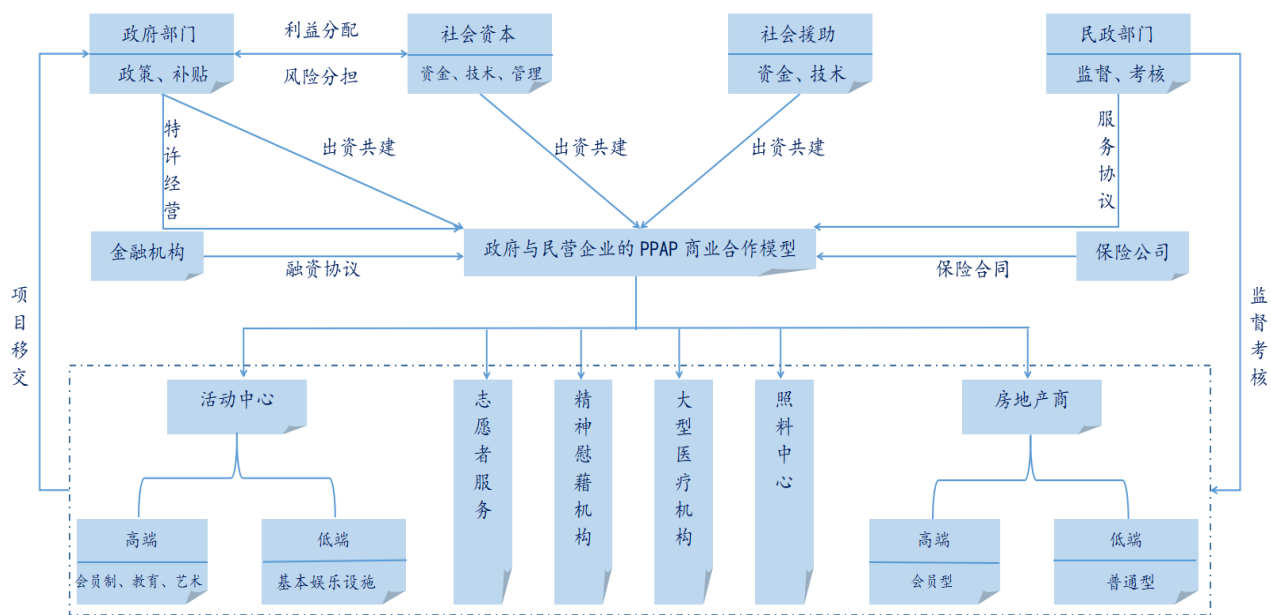 政府部门
利益分配
社会资本
社会援助
民政部门
政策、补贴
风险分担
资金、技术、管理
资金、技术
监督、考核
特许经营
出资共建
出资共建
出资共建
服务协议
金融机构
融资协议
政府与民营企业的 PPAP 商业合作模型
保险合同
保险公司
项目移交
监督考核
活动中心
志愿者服务
精神慰藉机构
大型医疗机构
照料中心
房地产商
高端
会员制、教育、艺术
低端
基本娱乐设施
高端
会员型
低端
普通型